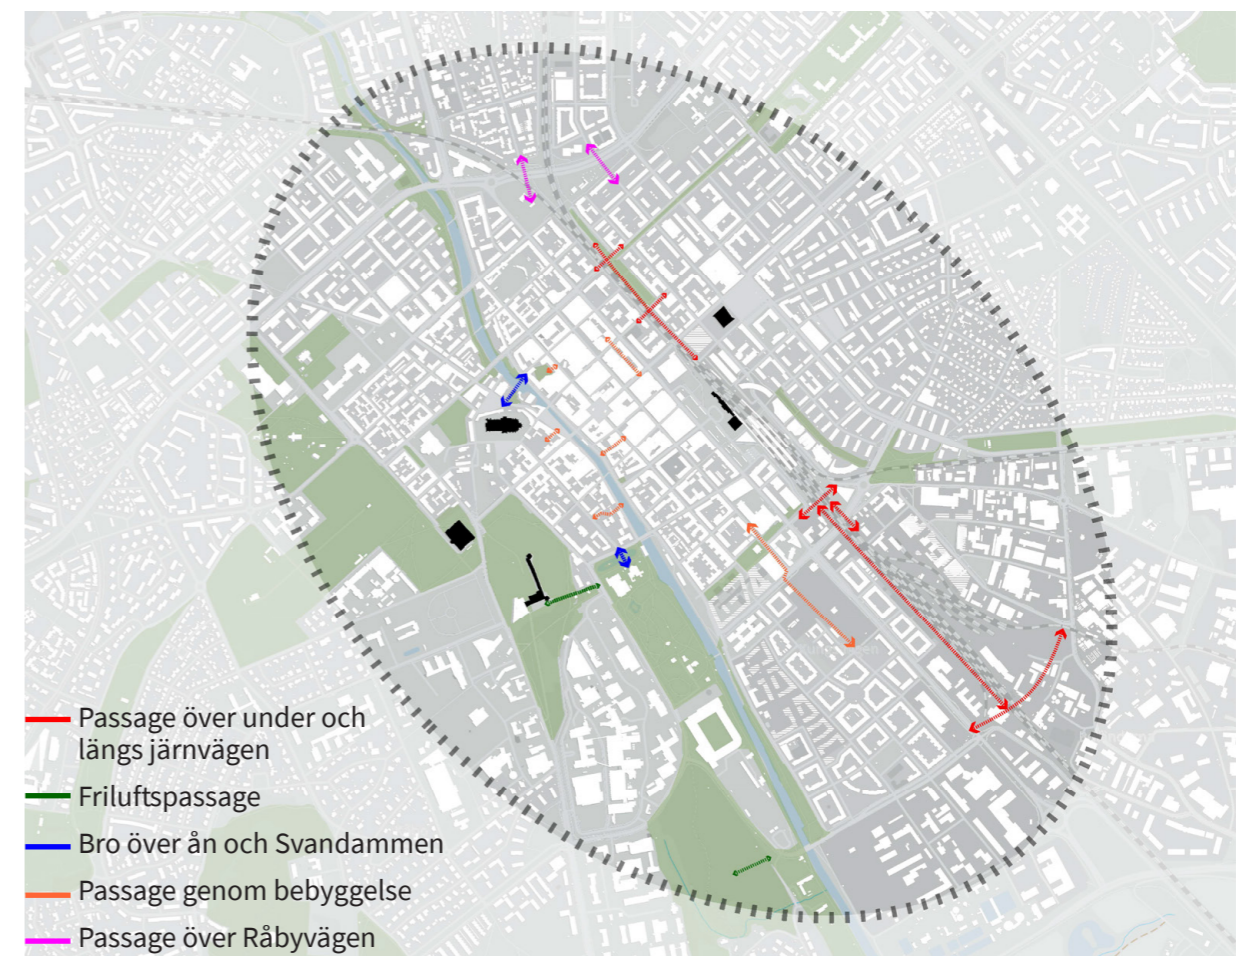 Passage över under och
längs järnvägen
Friluftspassage
Bro över ån och Svandammen
Passage genom bebyggelse
Passage över Råbyvägen